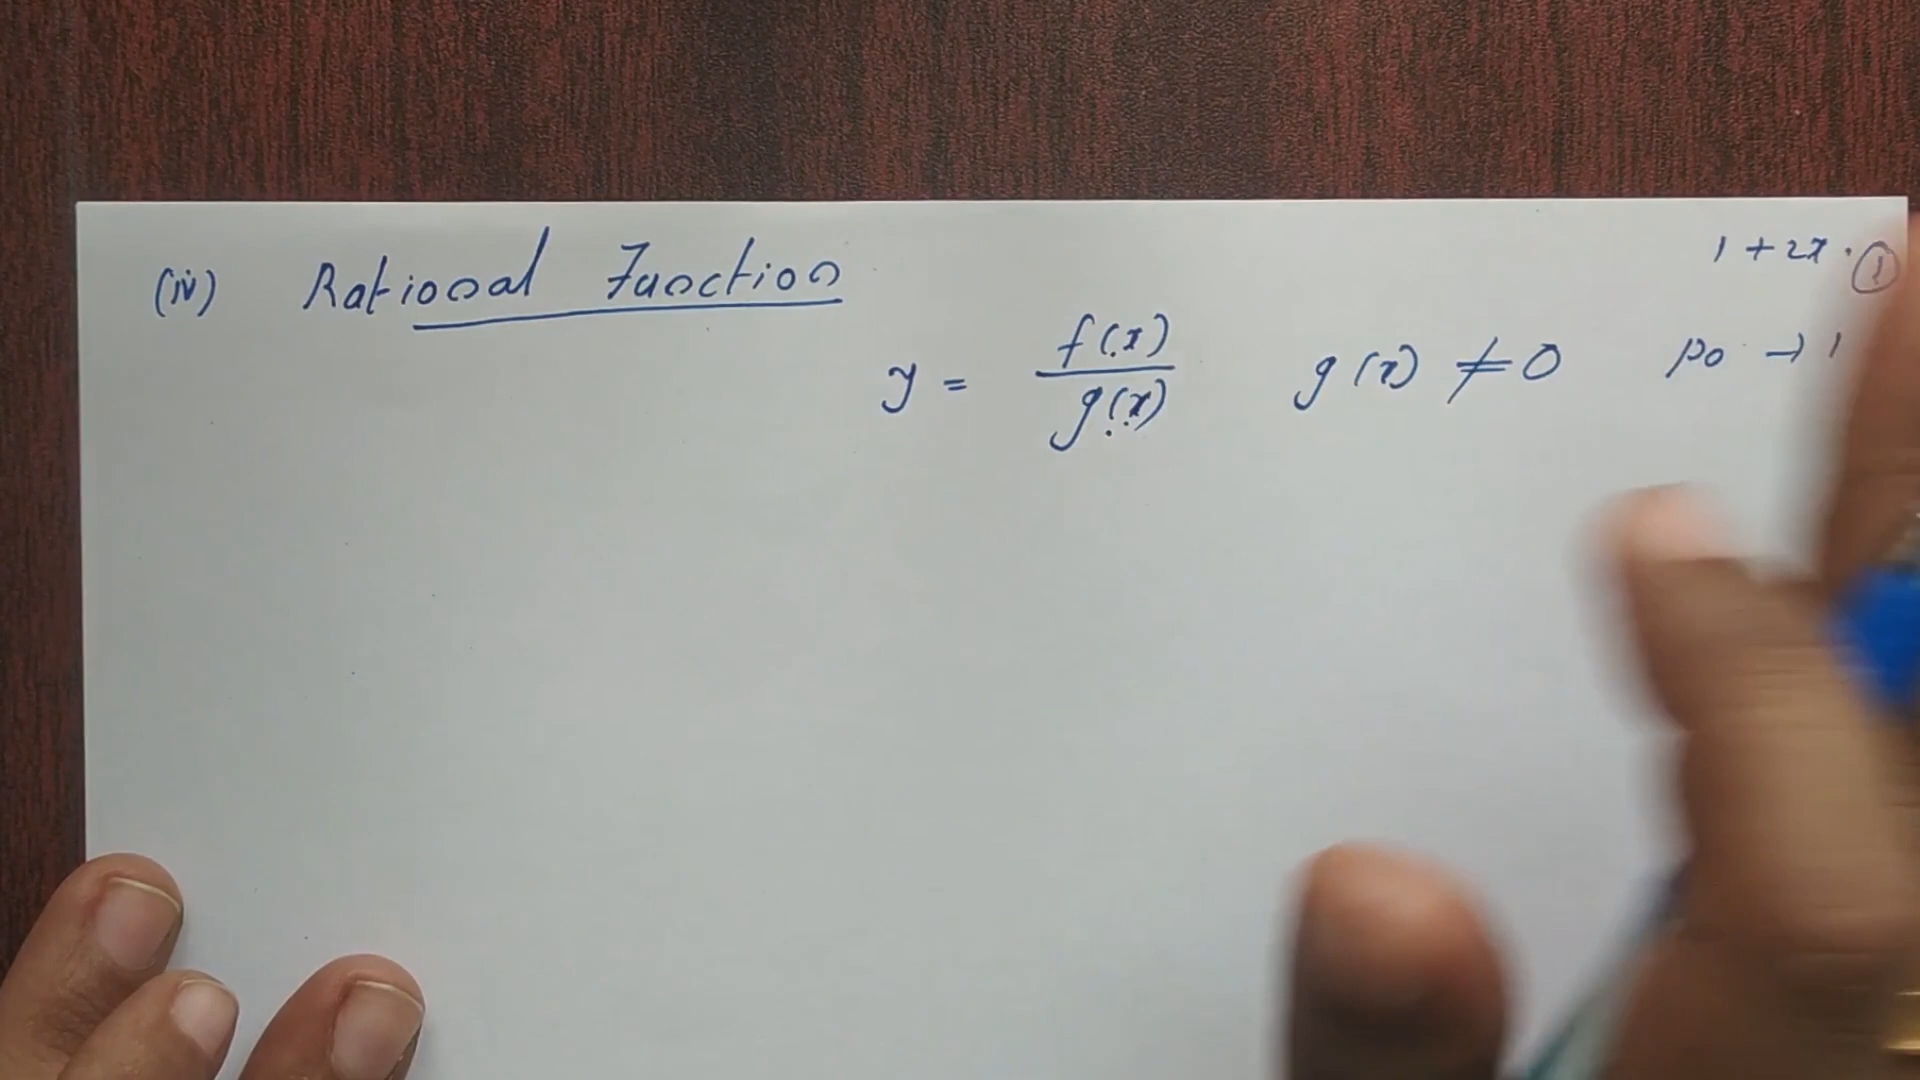 (iv) Rational Function
1 + 2x . 1
y = f(x) / g(x) g(x) ≠ 0 po → 1